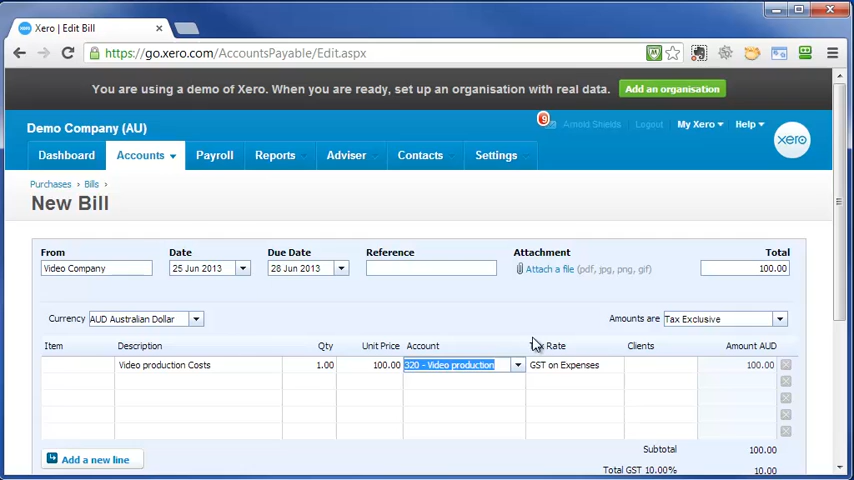 Xero | Edit Bill
https://go.xero.com/AccountsPayable/Edit.aspx
You are using a demo of Xero. When you are ready, set up an organisation with real data. Add an organisation
Demo Company (AU)
9 Arnold Shields Logout My Xero Help
xero
Dashboard Accounts Payroll Reports Adviser Contacts Settings
Purchases › Bills ›
New Bill
From Date Due Date Reference Attachment Total
Video Company 25 Jun 2013 28 Jun 2013 Attach a file (pdf, jpg, png, gif) 100.00
Currency AUD Australian Dollar Amounts are Tax Exclusive
Item Description Qty Unit Price Account Rate Clients Amount AUD
Video production Costs 1.00 100.00 320 - Video production GST on Expenses 100.00
Add a new line
Subtotal 100.00
Total GST 10.00% 10.00